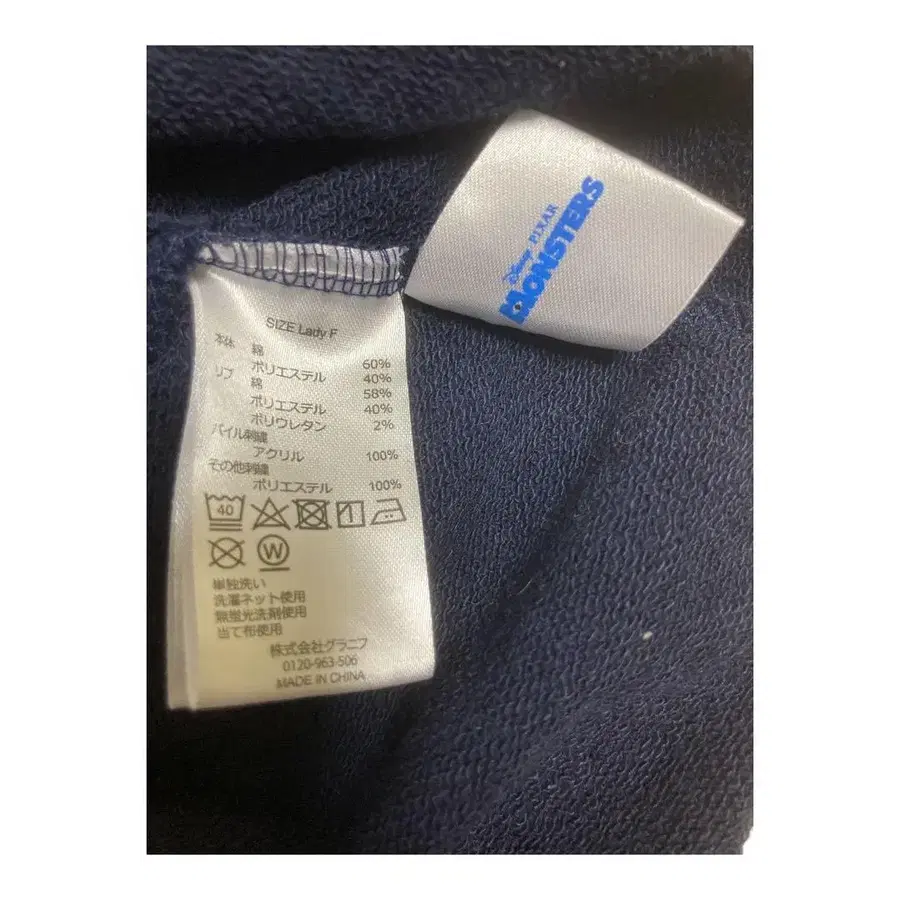 Disney PIXAR
MONSTERS
SIZE Lady F
本体 綿 60%
ポリエステル 40%
リブ 綿 58%
ポリエステル 40%
ポリウレタン 2%
パイル刺繍
アクリル 100%
その他刺繍
ポリエステル 100%
40
W
単独洗い
洗濯ネット使用
無蛍光洗剤使用
当て布使用
株式会社グラニフ
0120-963-506
MADE IN CHINA